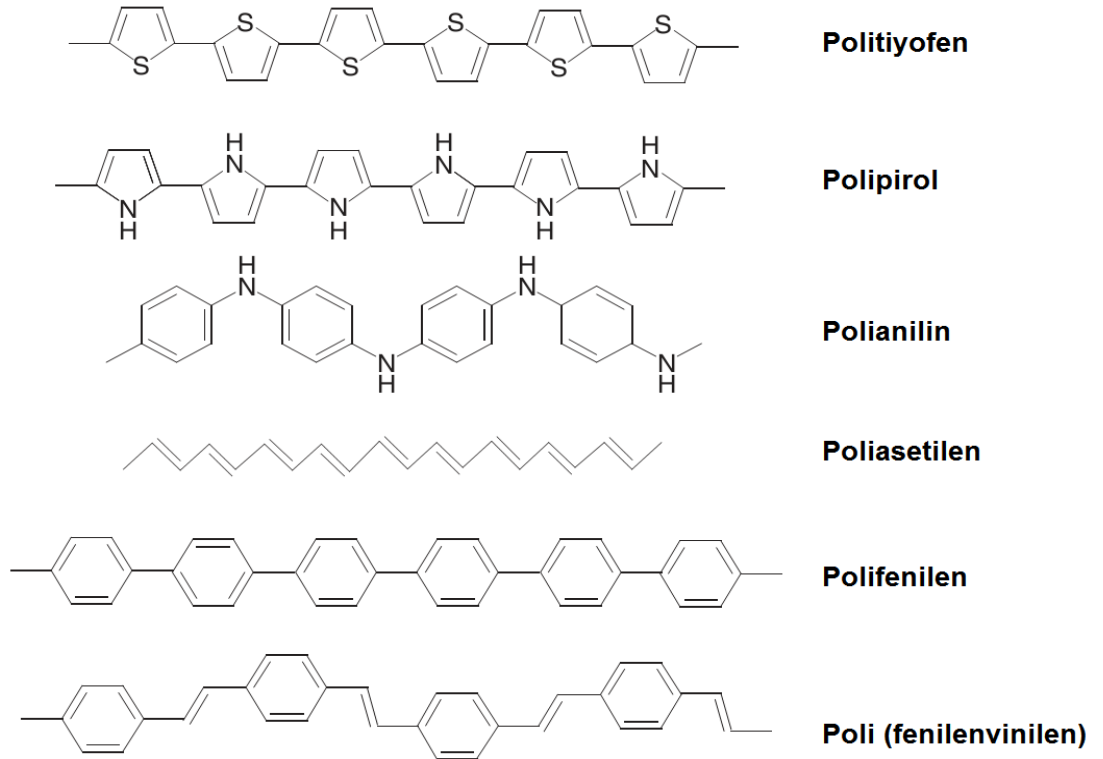 S S S S S S Politiyofen
H N H N H N H N H N H N Polipirol
H N H N H N H N Polianilin
Poliasetilen
Polifenilen
Poli (fenilenvinilen)